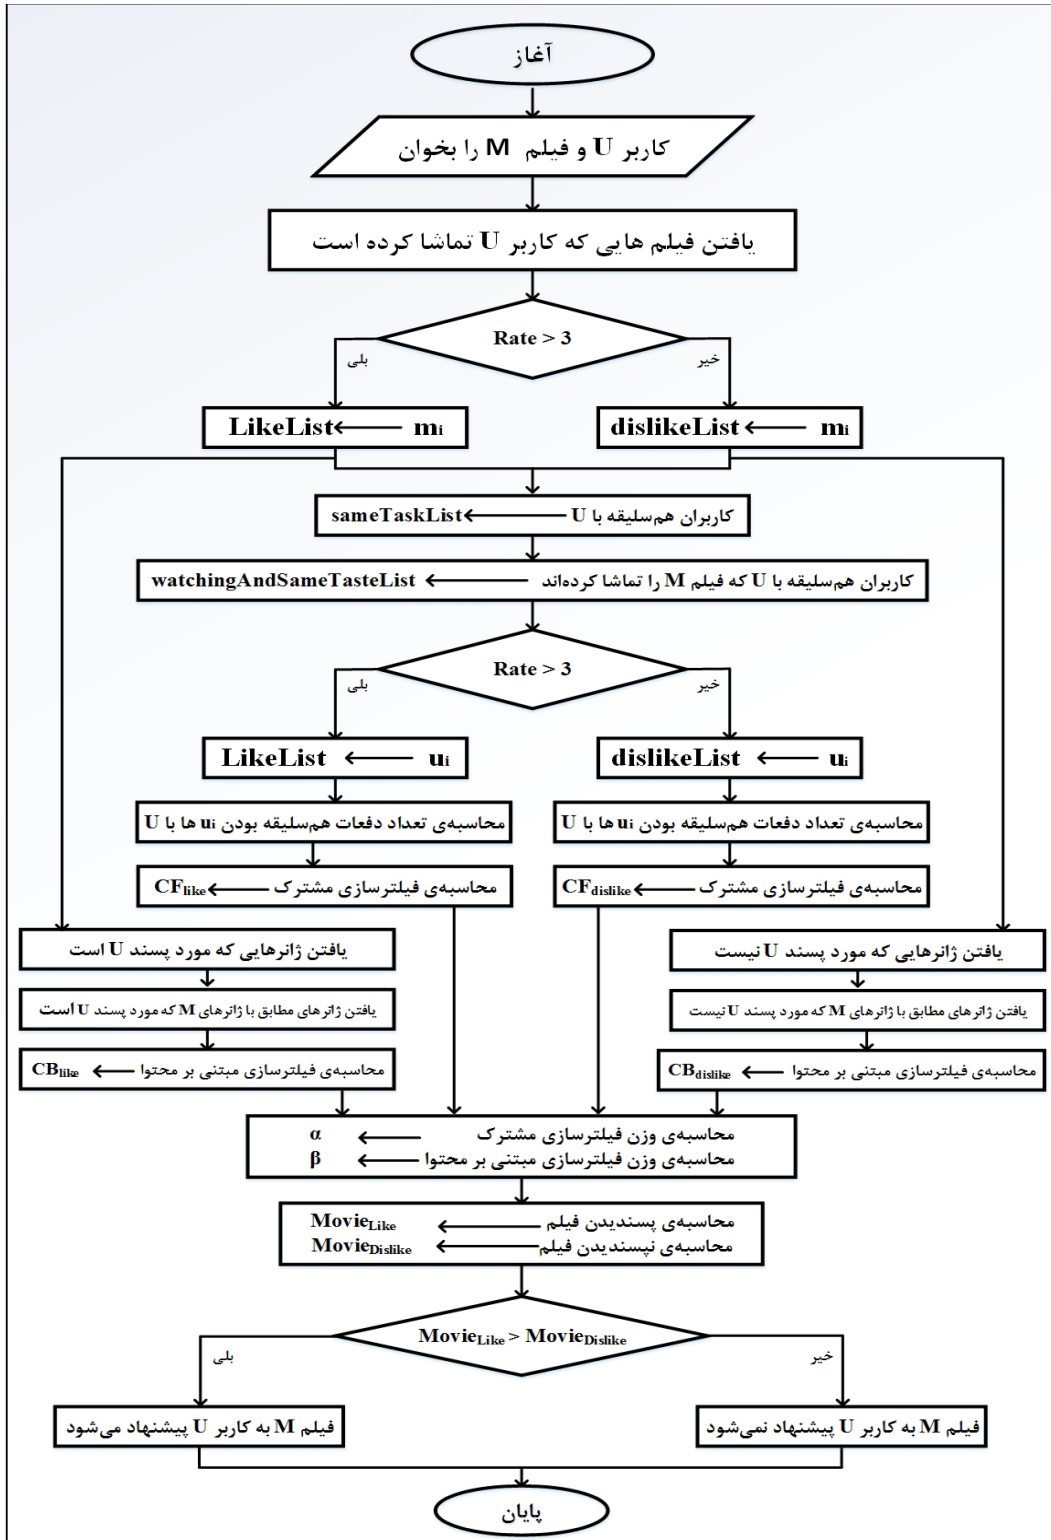 آغاز
کاربر U و فیلم M را بخوان
یافتن فیلم هایی که کاربر U تماشا کرده است
Rate > 3
بلی
خیر
LikeList ⟵ mi
dislikeList ⟵ mi
کاربران هم‌سلیقه با U ⟶ sameTaskList
کاربران هم‌سلیقه با U که فیلم M را تماشا کرده‌اند ⟶ watchingAndSameTasteList
Rate > 3
بلی
خیر
LikeList ⟵ ui
dislikeList ⟵ ui
محاسبه‌ی تعداد دفعات هم‌سلیقه بودن ui ها با U
محاسبه‌ی تعداد دفعات هم‌سلیقه بودن ui ها با U
محاسبه‌ی فیلترسازی مشترک ⟶ CFlike
محاسبه‌ی فیلترسازی مشترک ⟶ CFdislike
یافتن ژانرهایی که مورد پسند U است
یافتن ژانرهایی که مورد پسند U نیست
یافتن ژانرهای مطابق با ژانرهای M که مورد پسند U است
یافتن ژانرهای مطابق با ژانرهای M که مورد پسند U نیست
محاسبه‌ی فیلترسازی مبتنی بر محتوا ⟶ CBlike
محاسبه‌ی فیلترسازی مبتنی بر محتوا ⟶ CBdislike
محاسبه‌ی وزن فیلترسازی مشترک ⟶ α
محاسبه‌ی وزن فیلترسازی مبتنی بر محتوا ⟶ β
محاسبه‌ی پسندیدن فیلم ⟶ MovieLike
محاسبه‌ی نپسندیدن فیلم ⟶ MovieDislike
MovieLike > MovieDislike
بلی
خیر
فیلم M به کاربر U پیشنهاد می‌شود
فیلم M به کاربر U پیشنهاد نمی‌شود
پایان